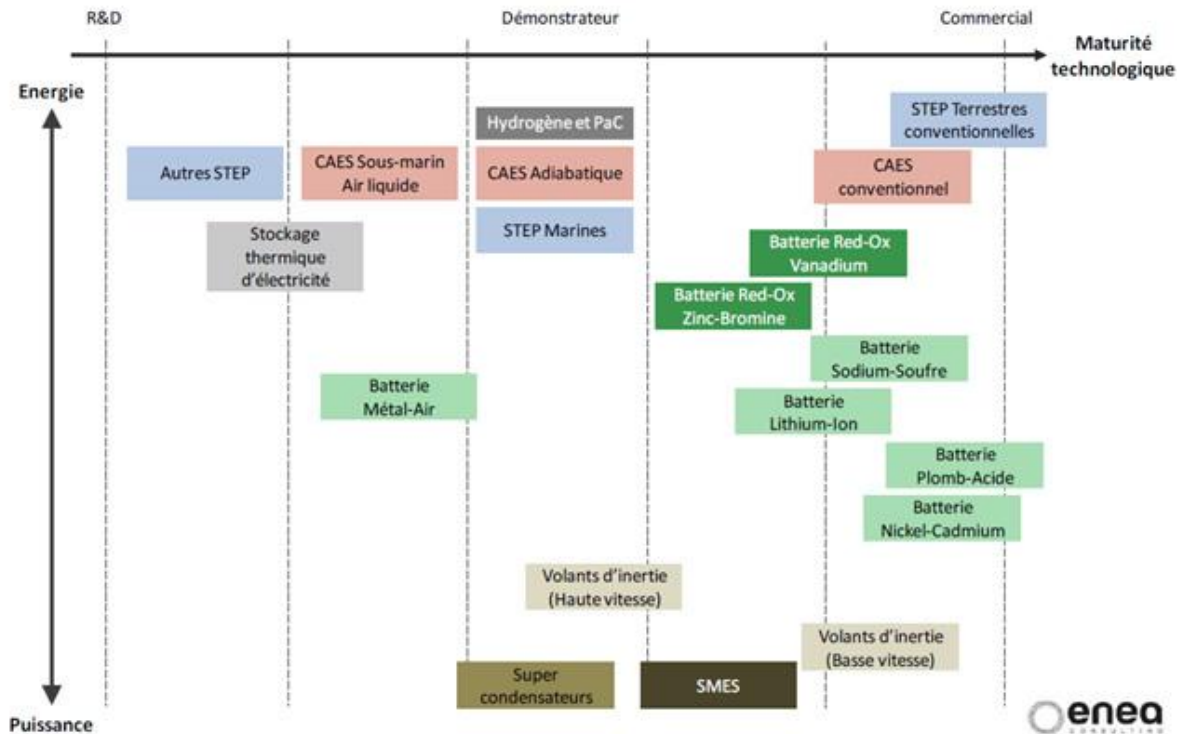 R&D
Démonstrateur
Commercial
Maturité
technologique
Energie
Hydrogène et PaC
STEP Terrestres
conventionnelles
Autres STEP
CAES Sous-marin
Air liquide
CAES Adiabatique
CAES
conventionnel
STEP Marines
Stockage
thermique
d'électricité
Batterie Red-Ox
Vanadium
Batterie Red-Ox
Zinc-Bromine
Batterie
Sodium-Soufre
Batterie
Métal-Air
Batterie
Lithium-Ion
Batterie
Plomb-Acide
Batterie
Nickel-Cadmium
Volants d'inertie
(Haute vitesse)
Volants d'inertie
(Basse vitesse)
Super
condensateurs
SMES
Puissance
enea
CONSULTING